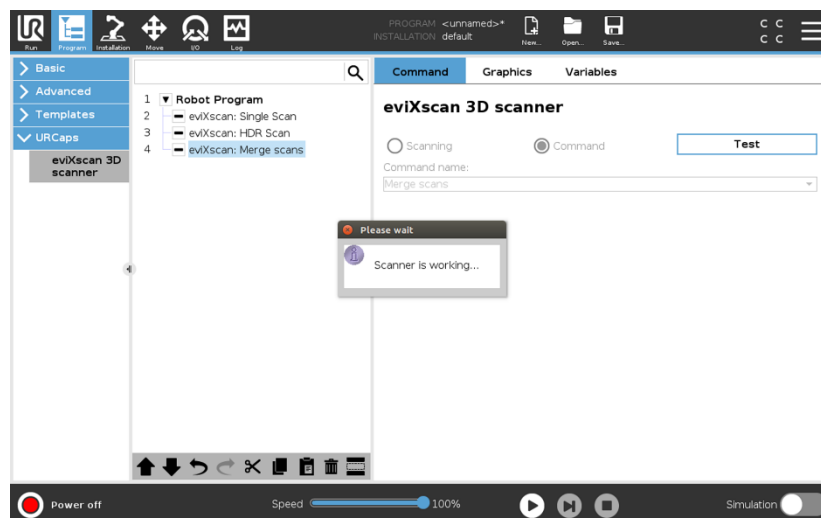 UR
PROGRAM <unnamed>*
INSTALLATION default
Run Program Installation Move I/O Log New... Open... Save...
C C
C C
Basic
Advanced
Templates
URCaps
eviXscan 3D
scanner
1 Robot Program
2 eviXscan: Single Scan
3 eviXscan: HDR Scan
4 eviXscan: Merge scans
Command Graphics Variables
eviXscan 3D scanner
Scanning Command Test
Command name:
Merge scans
Please wait
Scanner is working...
Power off Speed 100% Simulation